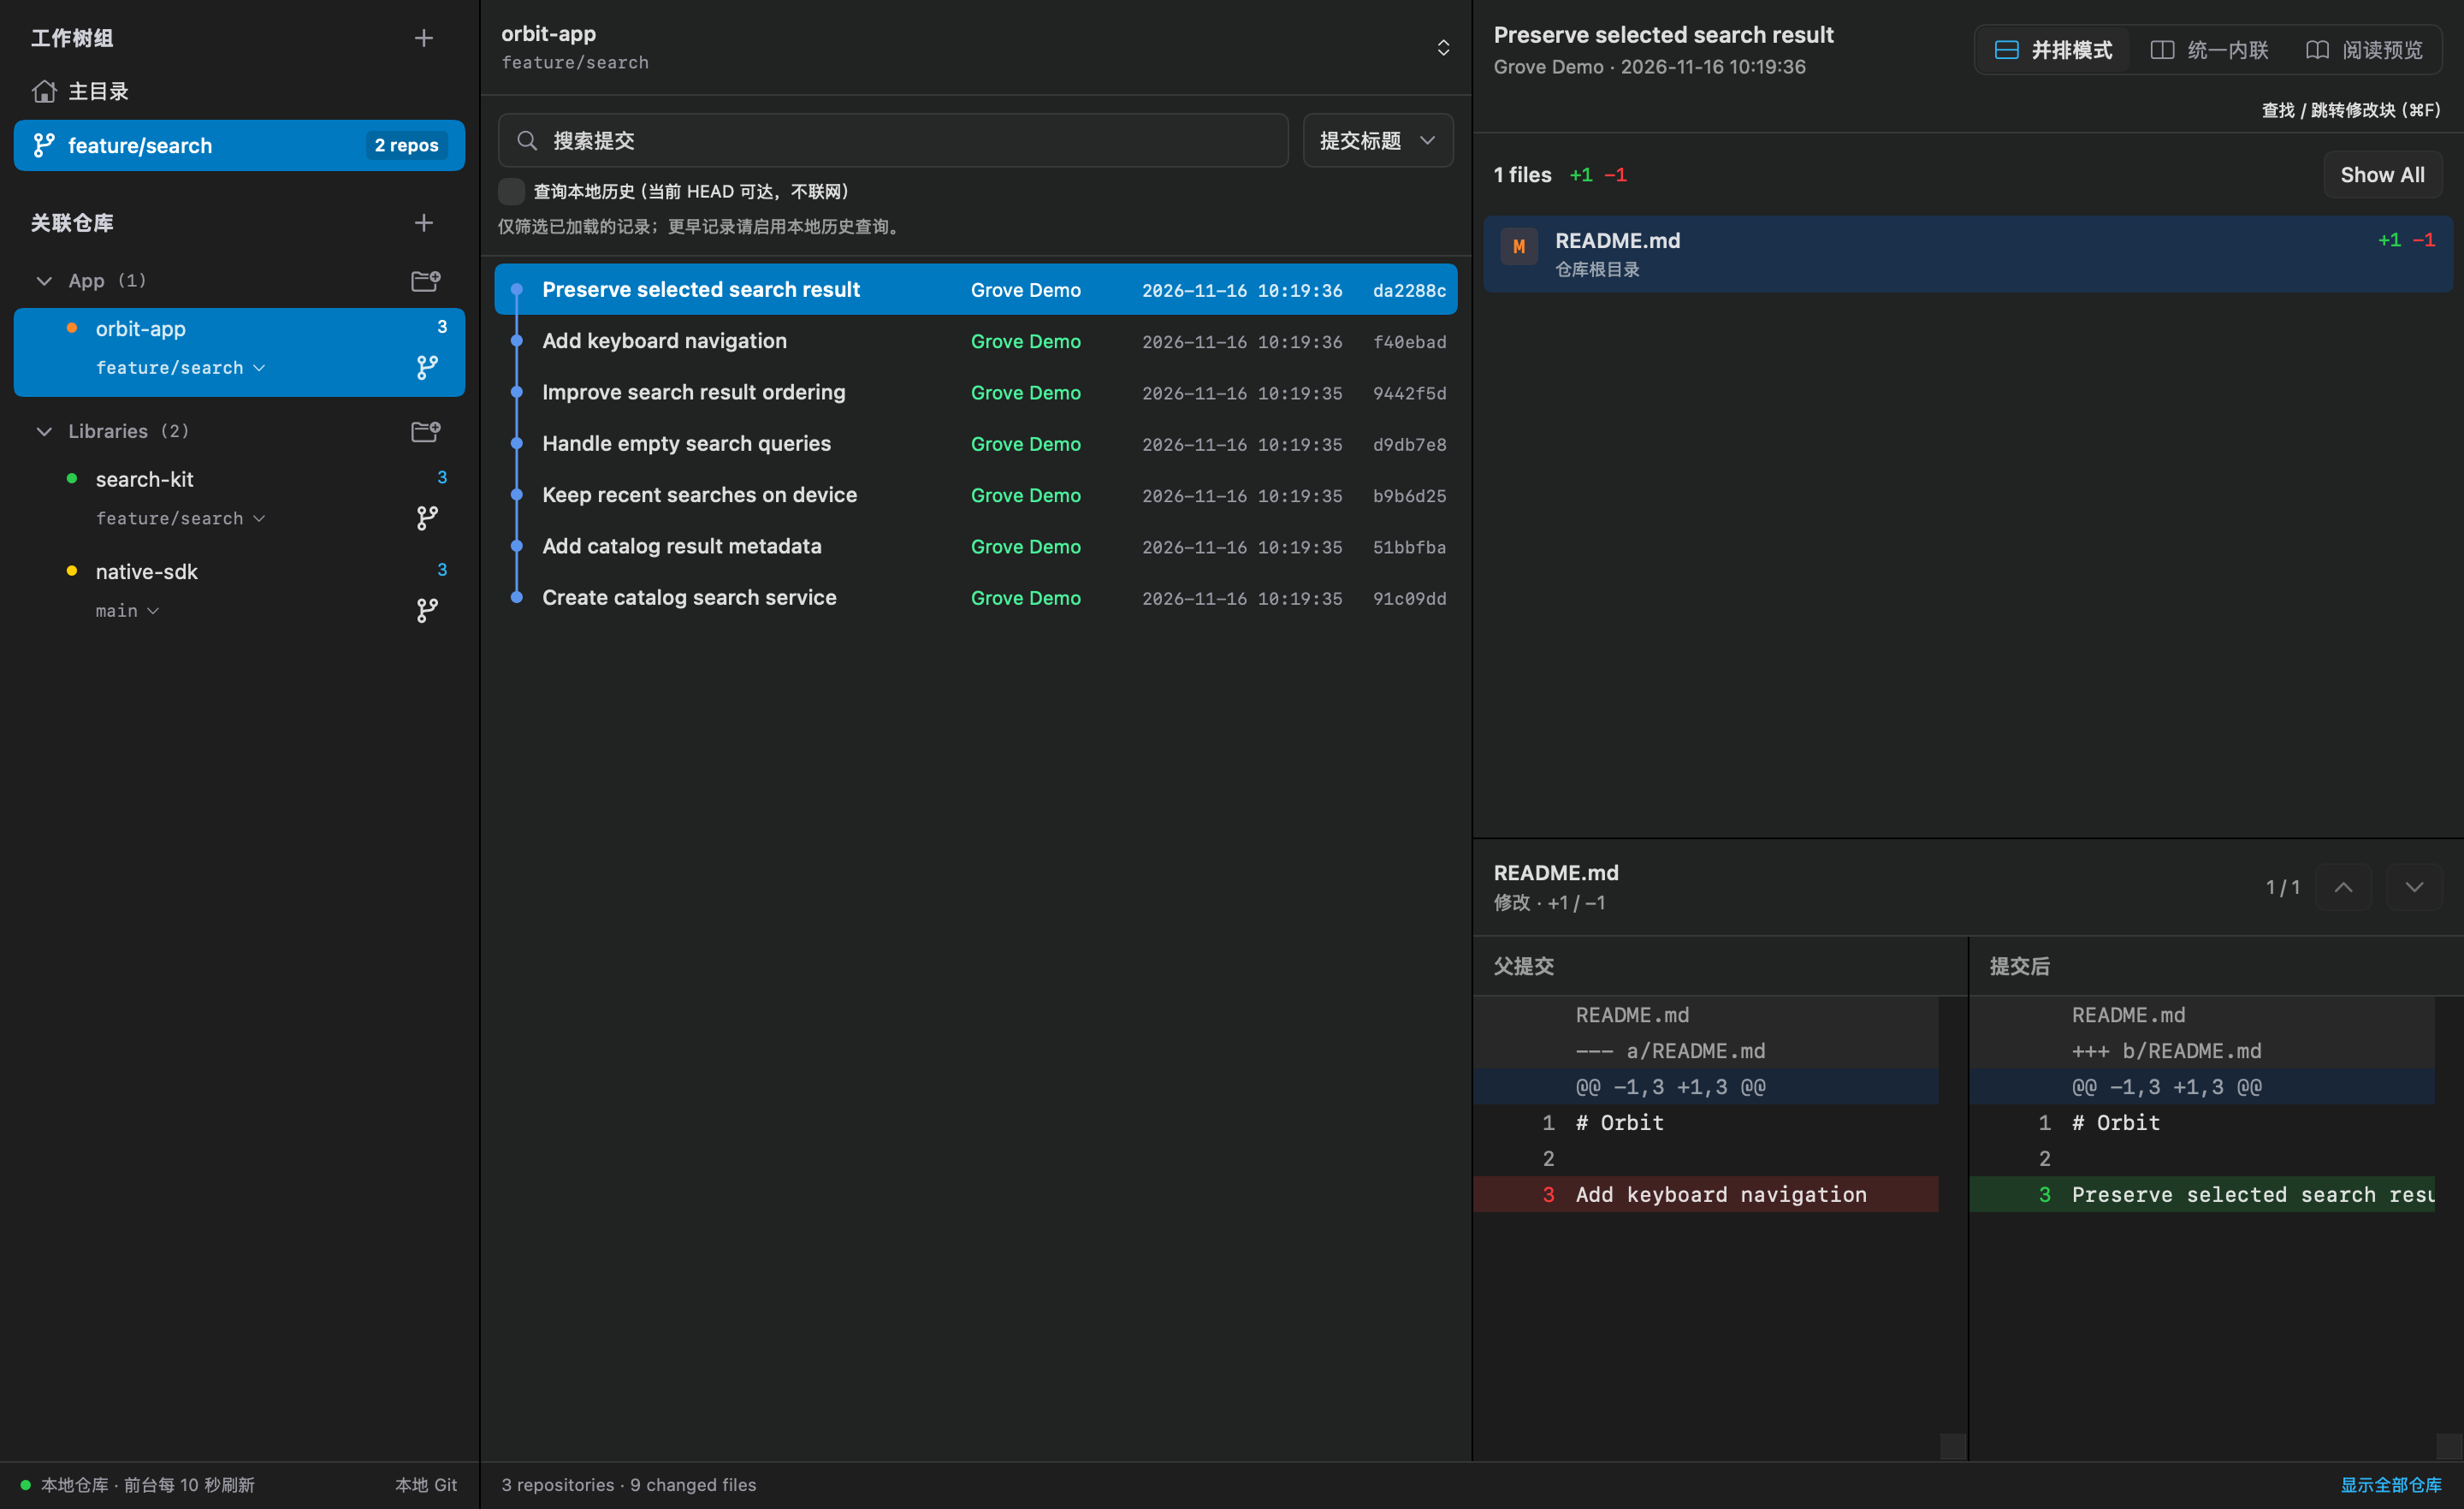 工作树组
主目录
feature/search 2 repos
关联仓库
App (1)
orbit-app 3
feature/search
Libraries (2)
search-kit 3
feature/search
native-sdk 3
main
本地仓库 · 前台每 10 秒刷新 本地 Git
orbit-app
feature/search
搜索提交 提交标题
查询本地历史 (当前 HEAD 可达，不联网)
仅筛选已加载的记录；更早记录请启用本地历史查询。
Preserve selected search result Grove Demo 2026-11-16 10:19:36 da2288c
Add keyboard navigation Grove Demo 2026-11-16 10:19:36 f40ebad
Improve search result ordering Grove Demo 2026-11-16 10:19:35 9442f5d
Handle empty search queries Grove Demo 2026-11-16 10:19:35 d9db7e8
Keep recent searches on device Grove Demo 2026-11-16 10:19:35 b9b6d25
Add catalog result metadata Grove Demo 2026-11-16 10:19:35 51bbfba
Create catalog search service Grove Demo 2026-11-16 10:19:35 91c09dd
3 repositories · 9 changed files
Preserve selected search result
Grove Demo · 2026-11-16 10:19:36
并排模式 统一内联 阅读预览
查找 / 跳转修改块 (⌘F)
1 files +1 −1 Show All
M README.md +1 −1
仓库根目录
README.md
修改 · +1 / −1
1 / 1
父提交
README.md
--- a/README.md
@@ -1,3 +1,3 @@
1 # Orbit
2
3 Add keyboard navigation
提交后
README.md
+++ b/README.md
@@ -1,3 +1,3 @@
1 # Orbit
2
3 Preserve selected search resu
显示全部仓库